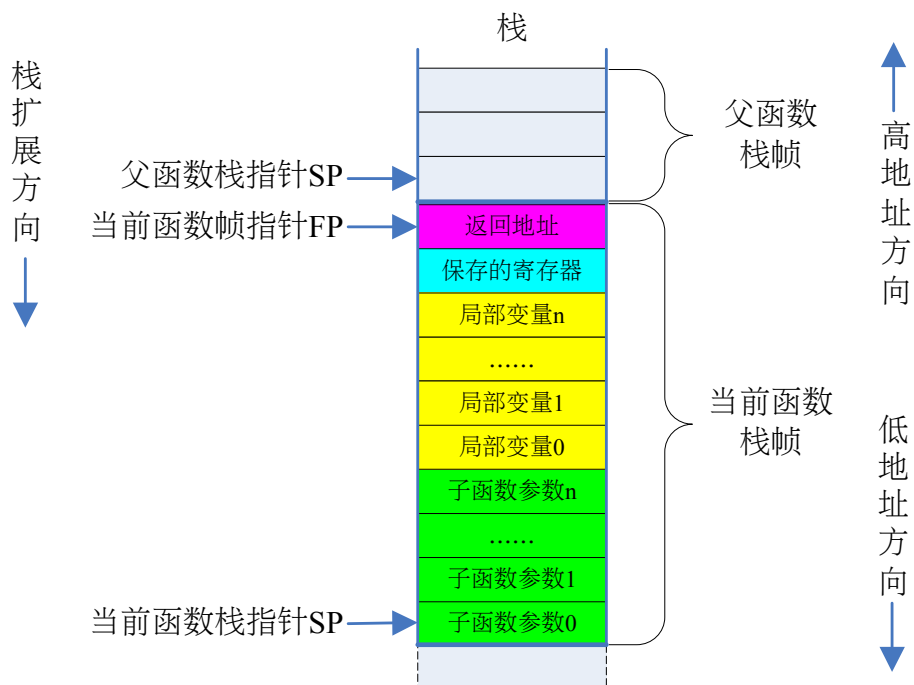 栈
栈扩展方向
父函数栈指针SP
当前函数帧指针FP
当前函数栈指针SP
返回地址
保存的寄存器
局部变量n
……
局部变量1
局部变量0
子函数参数n
……
子函数参数1
子函数参数0
父函数
栈帧
当前函数
栈帧
高地址方向
低地址方向